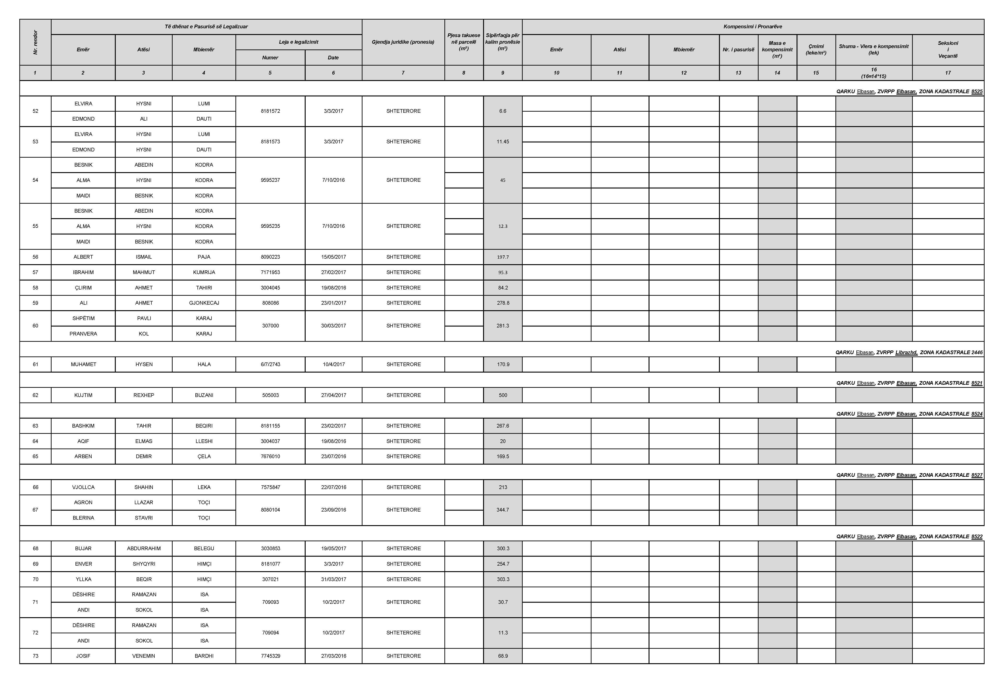 Nr. rendor
Të dhënat e Pasurisë së Legalizuar
Gjendja juridike (pronesia)
Pjesa takuese në parcelë (m²)
Sipërfaqja për kalim pronësie (m²)
Kompensimi i Pronarëve
Emër Atësi Mbiemër Leja e legalizimit
Numer Date
Emër Atësi Mbiemër Nr. i pasurisë Masa e kompensimit (m²) Çmimi (leke/m²) Shuma - Vlera e kompensimit (lek) Seksioni i Veçantë
1 2 3 4 5 6 7 8 9 10 11 12 13 14 15 16 (16=14*15) 17
QARKU Elbasan, ZVRPP Elbasan, ZONA KADASTRALE 8525
52 ELVIRA HYSNI LUMI 8181572 3/3/2017 SHTETERORE 6.6
EDMOND ALI DAUTI
53 ELVIRA HYSNI LUMI 8181573 3/3/2017 SHTETERORE 11.45
EDMOND HYSNI DAUTI
54 BESNIK ABEDIN KODRA 9595237 7/10/2016 SHTETERORE 45
ALMA HYSNI KODRA
MAIDI BESNIK KODRA
55 BESNIK ABEDIN KODRA 9595235 7/10/2016 SHTETERORE 12.3
ALMA HYSNI KODRA
MAIDI BESNIK KODRA
56 ALBERT ISMAIL PAJA 8090223 15/05/2017 SHTETERORE 197.7
57 IBRAHIM MAHMUT KUMRIJA 7171953 27/02/2017 SHTETERORE 95.3
58 ÇLIRIM AHMET TAHIRI 3004045 19/08/2016 SHTETERORE 84.2
59 ALI AHMET GJONKECAJ 808086 23/01/2017 SHTETERORE 278.8
60 SHPËTIM PAVLI KARAJ 307000 30/03/2017 SHTETERORE 281.3
PRANVERA KOL KARAJ
QARKU Elbasan, ZVRPP Librazhd, ZONA KADASTRALE 2446
61 MUHAMET HYSEN HALA 6/7/2743 10/4/2017 SHTETERORE 170.9
QARKU Elbasan, ZVRPP Elbasan, ZONA KADASTRALE 8521
62 KUJTIM REXHEP BUZANI 505003 27/04/2017 SHTETERORE 500
QARKU Elbasan, ZVRPP Elbasan, ZONA KADASTRALE 8524
63 BASHKIM TAHIR BEQIRI 8181155 23/02/2017 SHTETERORE 267.6
64 AQIF ELMAS LLESHI 3004037 19/08/2016 SHTETERORE 20
65 ARBEN DEMIR ÇELA 7676010 23/07/2016 SHTETERORE 169.5
QARKU Elbasan, ZVRPP Elbasan, ZONA KADASTRALE 8527
66 VJOLLCA SHAHIN LEKA 7575847 22/07/2016 SHTETERORE 213
67 AGRON LLAZAR TOÇI 8080104 23/09/2016 SHTETERORE 344.7
BLERINA STAVRI TOÇI
QARKU Elbasan, ZVRPP Elbasan, ZONA KADASTRALE 8522
68 BUJAR ABDURRAHIM BELEGU 3030853 19/05/2017 SHTETERORE 300.3
69 ENVER SHYQYRI HIMÇI 8181077 3/3/2017 SHTETERORE 254.7
70 YLLKA BEQIR HIMÇI 307021 31/03/2017 SHTETERORE 303.3
71 DËSHIRE RAMAZAN ISA 709093 10/2/2017 SHTETERORE 30.7
ANDI SOKOL ISA
72 DËSHIRE RAMAZAN ISA 709094 10/2/2017 SHTETERORE 11.3
ANDI SOKOL ISA
73 JOSIF VENEMIN BARDHI 7745329 27/03/2016 SHTETERORE 68.9